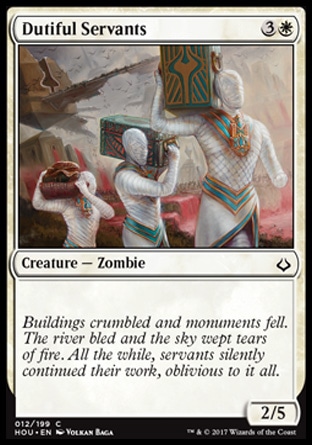 Dutiful Servants 3
Creature — Zombie
Buildings crumbled and monuments fell.
The river bled and the sky wept tears
of fire. All the while, servants silently
continued their work, oblivious to it all.
2/5
012/199 C
HOU • EN Volkan Baga
™ & © 2017 Wizards of the Coast